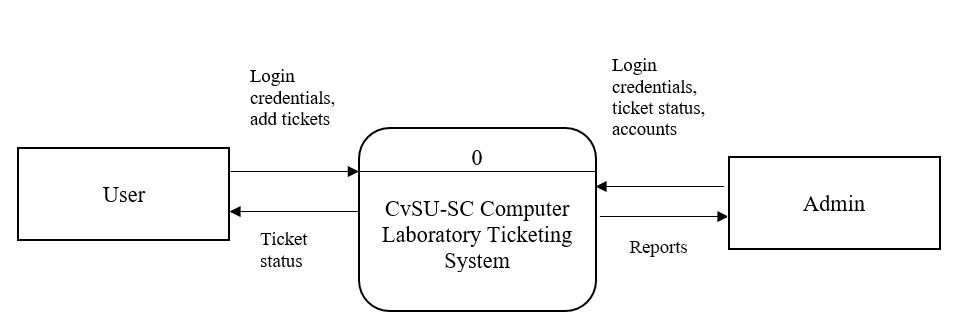 Login
credentials,
add tickets
Login
credentials,
ticket status,
accounts
User
0
CvSU-SC Computer
Laboratory Ticketing
System
Admin
Ticket
status
Reports